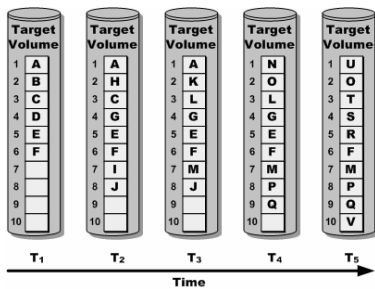 Target Volume
1 A
2 B
3 C
4 D
5 E
6 F
7
8
9
10
Target Volume
1 A
2 H
3 C
4 G
5 E
6 F
7 I
8 J
9
10
Target Volume
1 A
2 K
3 L
4 G
5 E
6 F
7 M
8 J
9
10
Target Volume
1 N
2 O
3 L
4 G
5 E
6 F
7 M
8 P
9 Q
10
Target Volume
1 U
2 O
3 T
4 S
5 R
6 F
7 M
8 P
9 Q
10 V
T1 T2 T3 T4 T5
Time